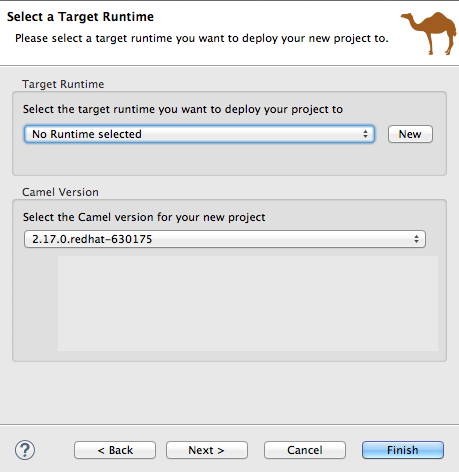 Select a Target Runtime
Please select a target runtime you want to deploy your new project to.
Target Runtime
Select the target runtime you want to deploy your project to
No Runtime selected
New
Camel Version
Select the Camel version for your new project
2.17.0.redhat-630175
?
< Back
Next >
Cancel
Finish